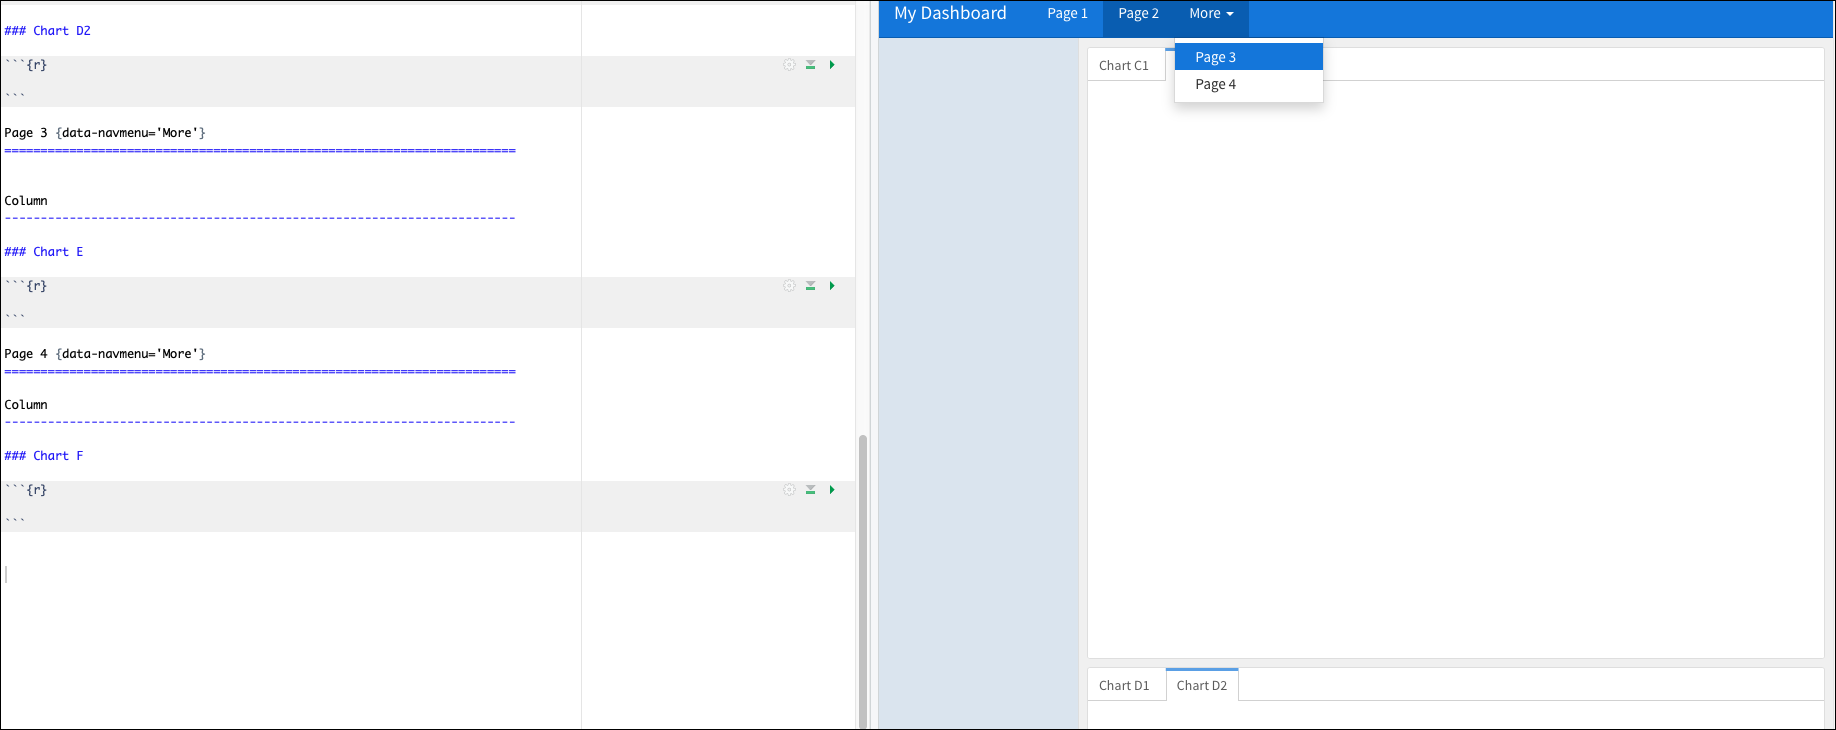 ### Chart D2
```{r}
```
Page 3 {data-navmenu='More'}
=======================================================================
Column
-----------------------------------------------------------------------
### Chart E
```{r}
```
Page 4 {data-navmenu='More'}
=======================================================================
Column
-----------------------------------------------------------------------
### Chart F
```{r}
```
My Dashboard Page 1 Page 2 More
Page 3
Page 4
Chart C1
Chart D1 Chart D2